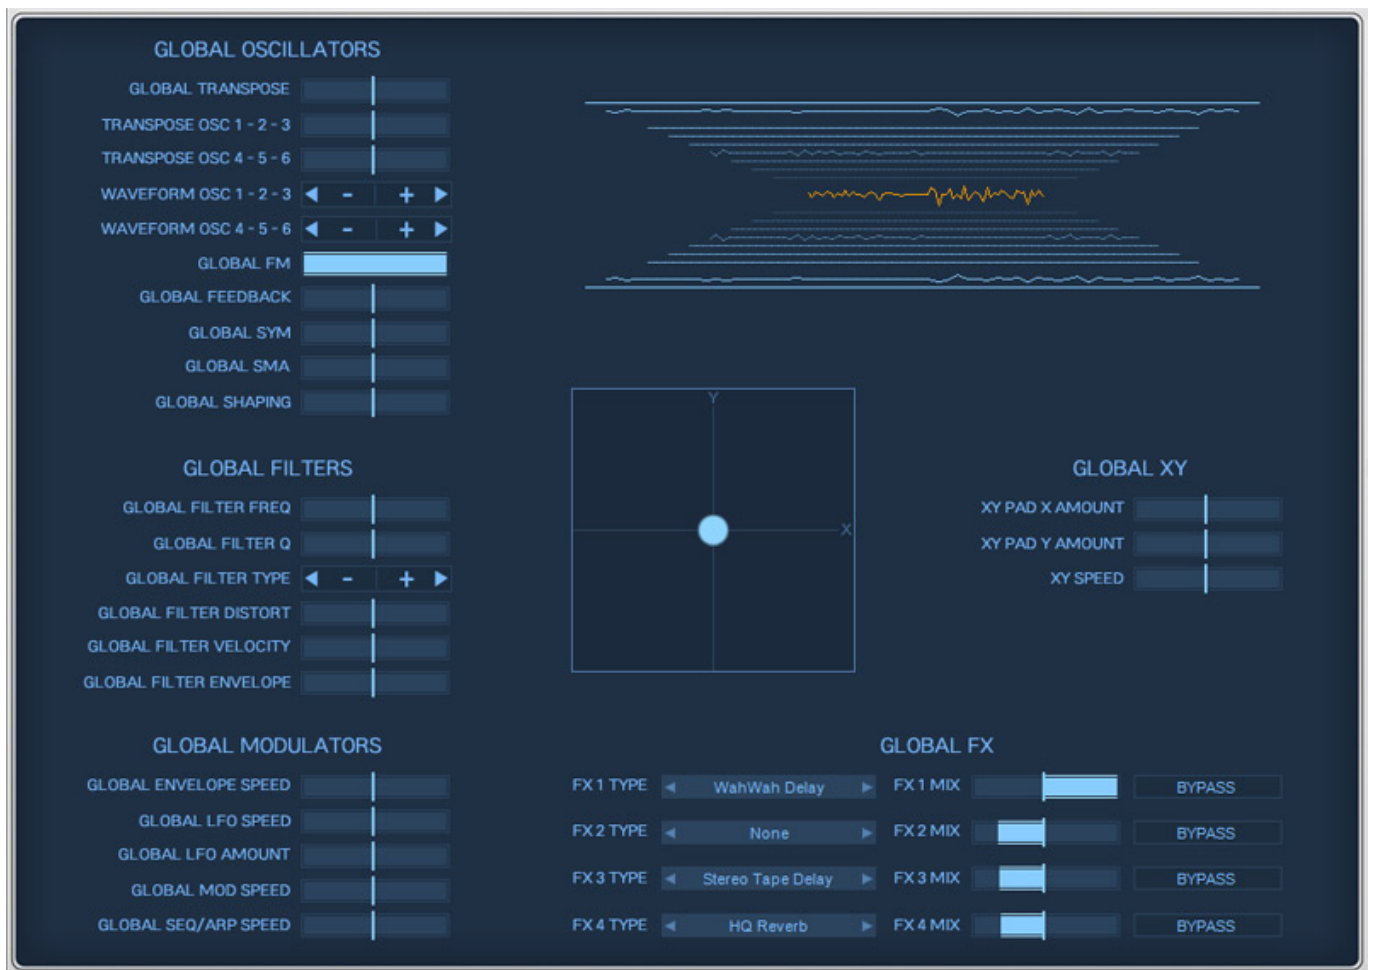 GLOBAL OSCILLATORS
GLOBAL TRANSPOSE
TRANSPOSE OSC 1 - 2 - 3
TRANSPOSE OSC 4 - 5 - 6
WAVEFORM OSC 1 - 2 - 3 - +
WAVEFORM OSC 4 - 5 - 6 - +
GLOBAL FM
GLOBAL FEEDBACK
GLOBAL SYM
GLOBAL SMA
GLOBAL SHAPING
Y
X
GLOBAL FILTERS
GLOBAL FILTER FREQ
GLOBAL FILTER Q
GLOBAL FILTER TYPE - +
GLOBAL FILTER DISTORT
GLOBAL FILTER VELOCITY
GLOBAL FILTER ENVELOPE
GLOBAL XY
XY PAD X AMOUNT
XY PAD Y AMOUNT
XY SPEED
GLOBAL MODULATORS
GLOBAL ENVELOPE SPEED
GLOBAL LFO SPEED
GLOBAL LFO AMOUNT
GLOBAL MOD SPEED
GLOBAL SEQ/ARP SPEED
GLOBAL FX
FX 1 TYPE WahWah Delay FX 1 MIX BYPASS
FX 2 TYPE None FX 2 MIX BYPASS
FX 3 TYPE Stereo Tape Delay FX 3 MIX BYPASS
FX 4 TYPE HQ Reverb FX 4 MIX BYPASS